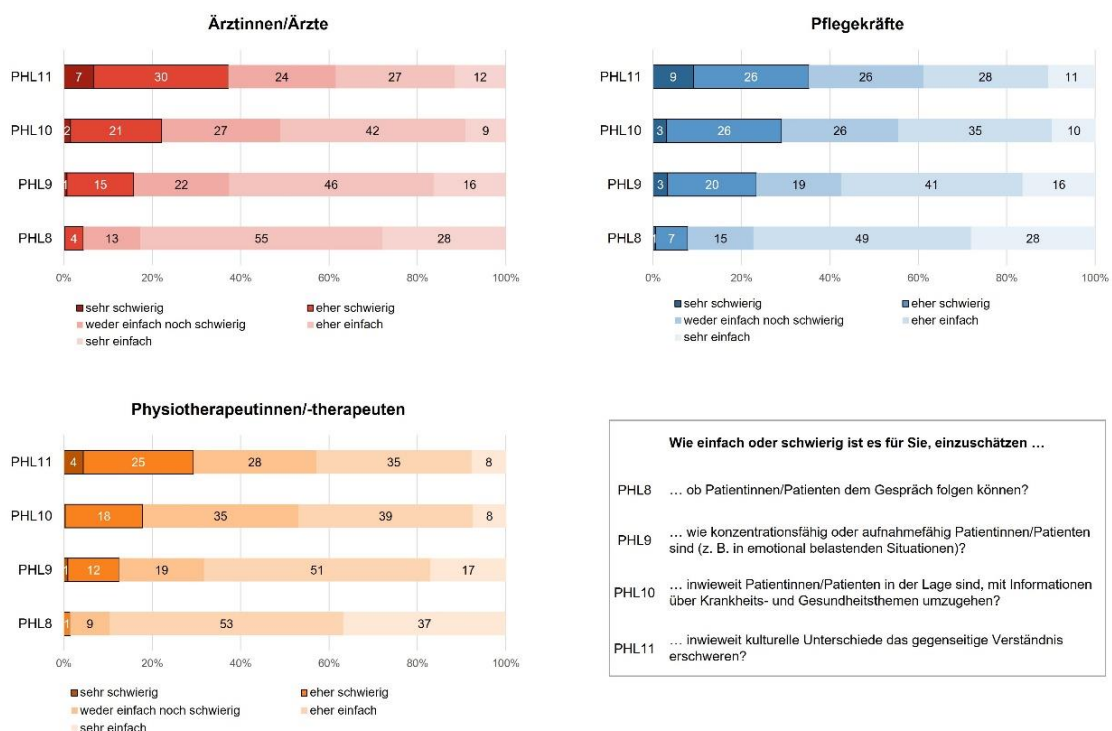 Ärztinnen/Ärzte
PHL11 7 30 24 27 12
PHL10 2 21 27 42 9
PHL9 1 15 22 46 16
PHL8 4 13 55 28
0% 20% 40% 60% 80% 100%
sehr schwierig eher schwierig
weder einfach noch schwierig eher einfach
sehr einfach
Pflegekräfte
PHL11 9 26 26 28 11
PHL10 3 26 26 35 10
PHL9 3 20 19 41 16
PHL8 1 7 15 49 28
0% 20% 40% 60% 80% 100%
sehr schwierig eher schwierig
weder einfach noch schwierig eher einfach
sehr einfach
Physiotherapeutinnen/-therapeuten
PHL11 4 25 28 35 8
PHL10 18 35 39 8
PHL9 1 12 19 51 17
PHL8 1 9 53 37
0% 20% 40% 60% 80% 100%
sehr schwierig eher schwierig
weder einfach noch schwierig eher einfach
sehr einfach
Wie einfach oder schwierig ist es für Sie, einzuschätzen …
PHL8 … ob Patientinnen/Patienten dem Gespräch folgen können?
PHL9 … wie konzentrationsfähig oder aufnahmefähig Patientinnen/Patienten
sind (z. B. in emotional belastenden Situationen)?
PHL10 … inwieweit Patientinnen/Patienten in der Lage sind, mit Informationen
über Krankheits- und Gesundheitsthemen umzugehen?
PHL11 … inwieweit kulturelle Unterschiede das gegenseitige Verständnis
erschweren?